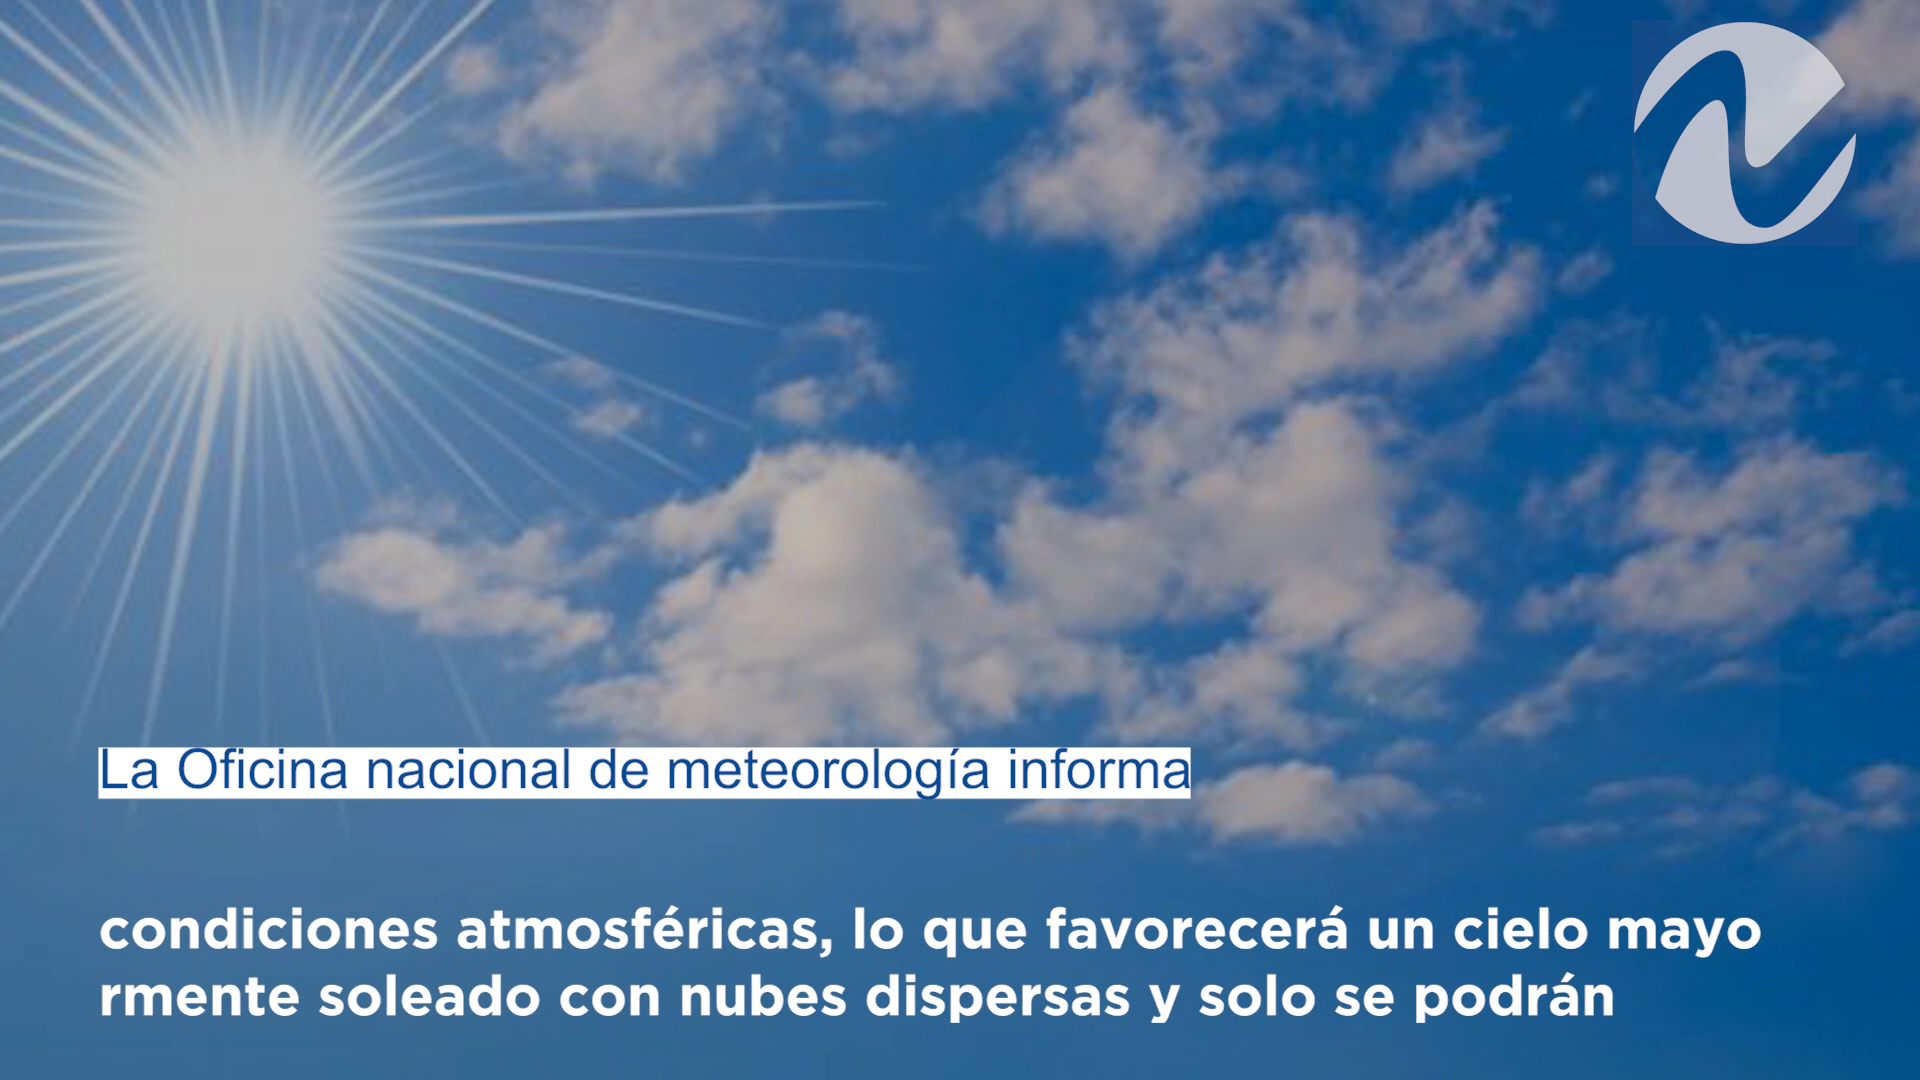 La Oficina nacional de meteorología informa
condiciones atmosféricas, lo que favorecerá un cielo mayo
rmente soleado con nubes dispersas y solo se podrán